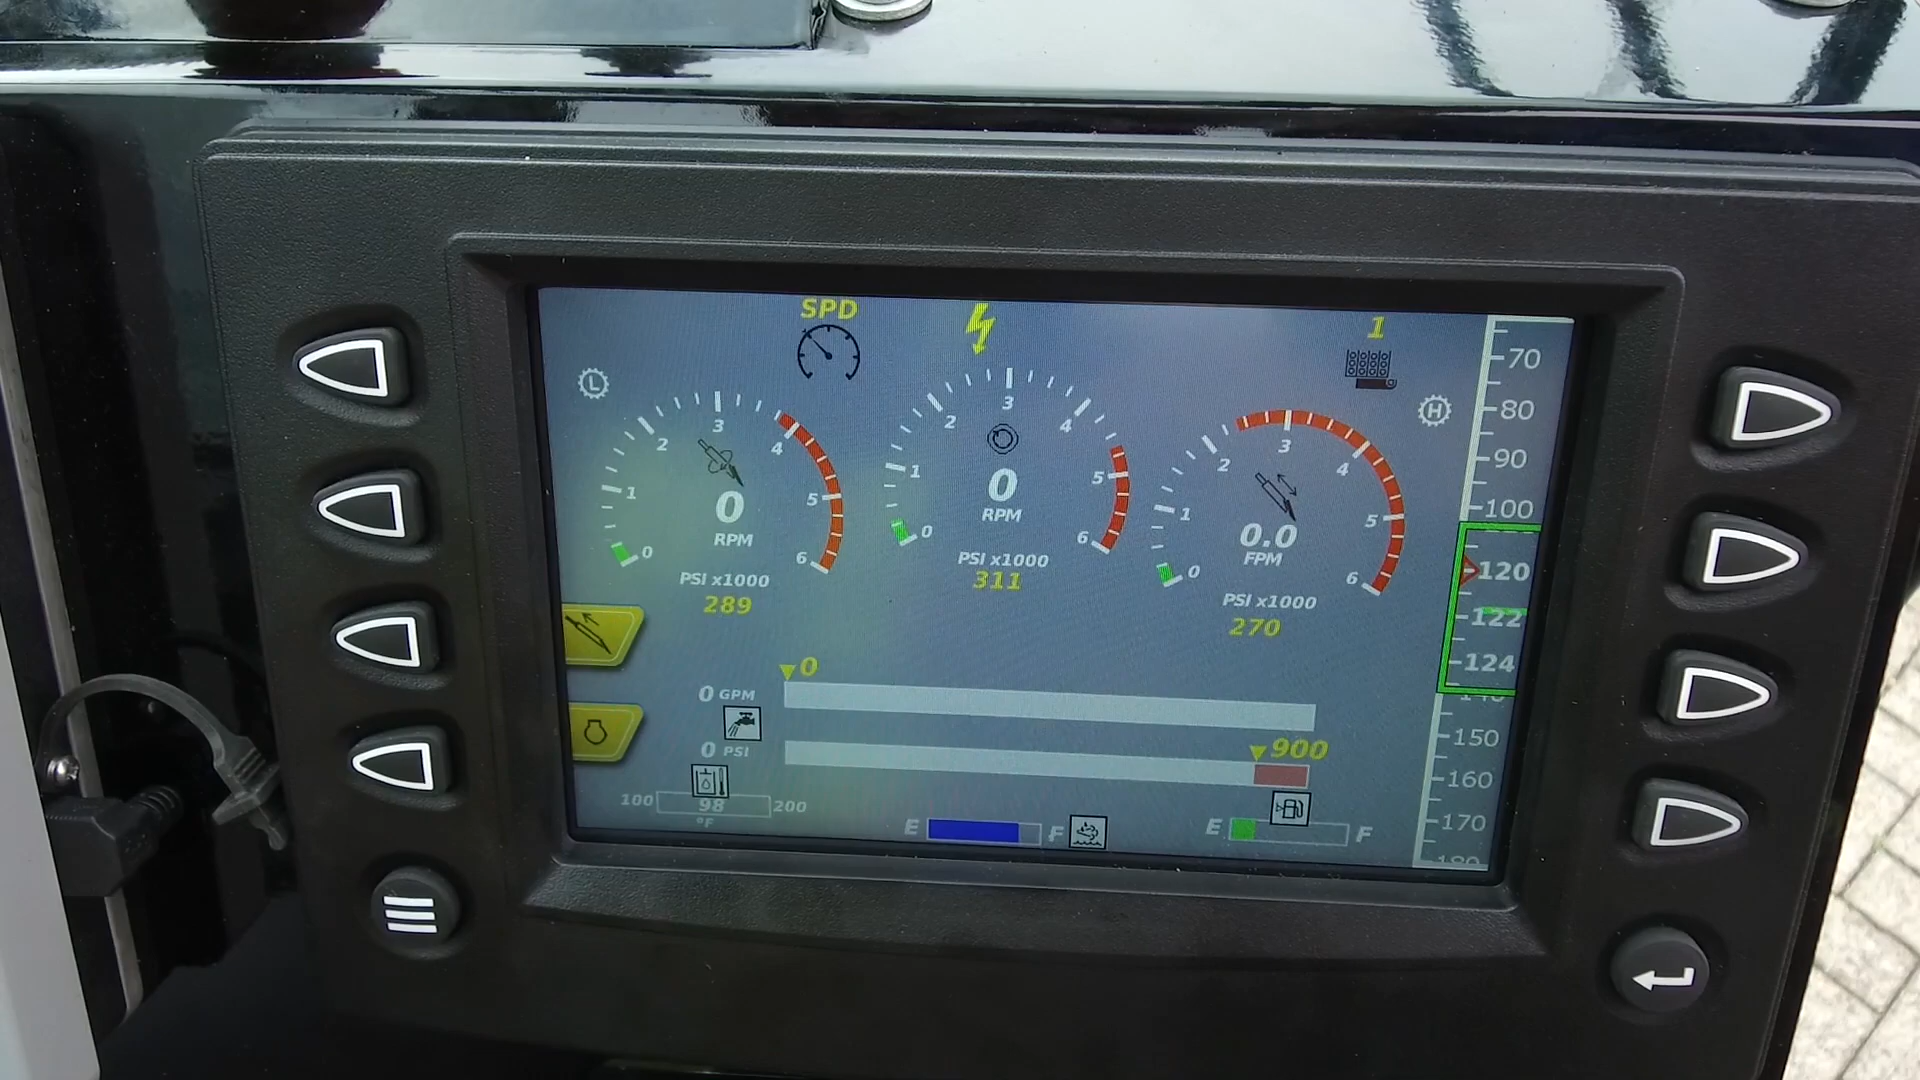 SPD
1
L
H
0 1 2 3 4 5 6
0
RPM
PSI x1000
289
0 1 2 3 4 5 6
0
RPM
PSI x1000
311
0 1 2 3 4 5 6
0.0
FPM
PSI x1000
270
70
80
90
100
120
122
124
150
160
170
180
0 GPM
0
0 PSI
900
100 98 200
°F
E F
E F